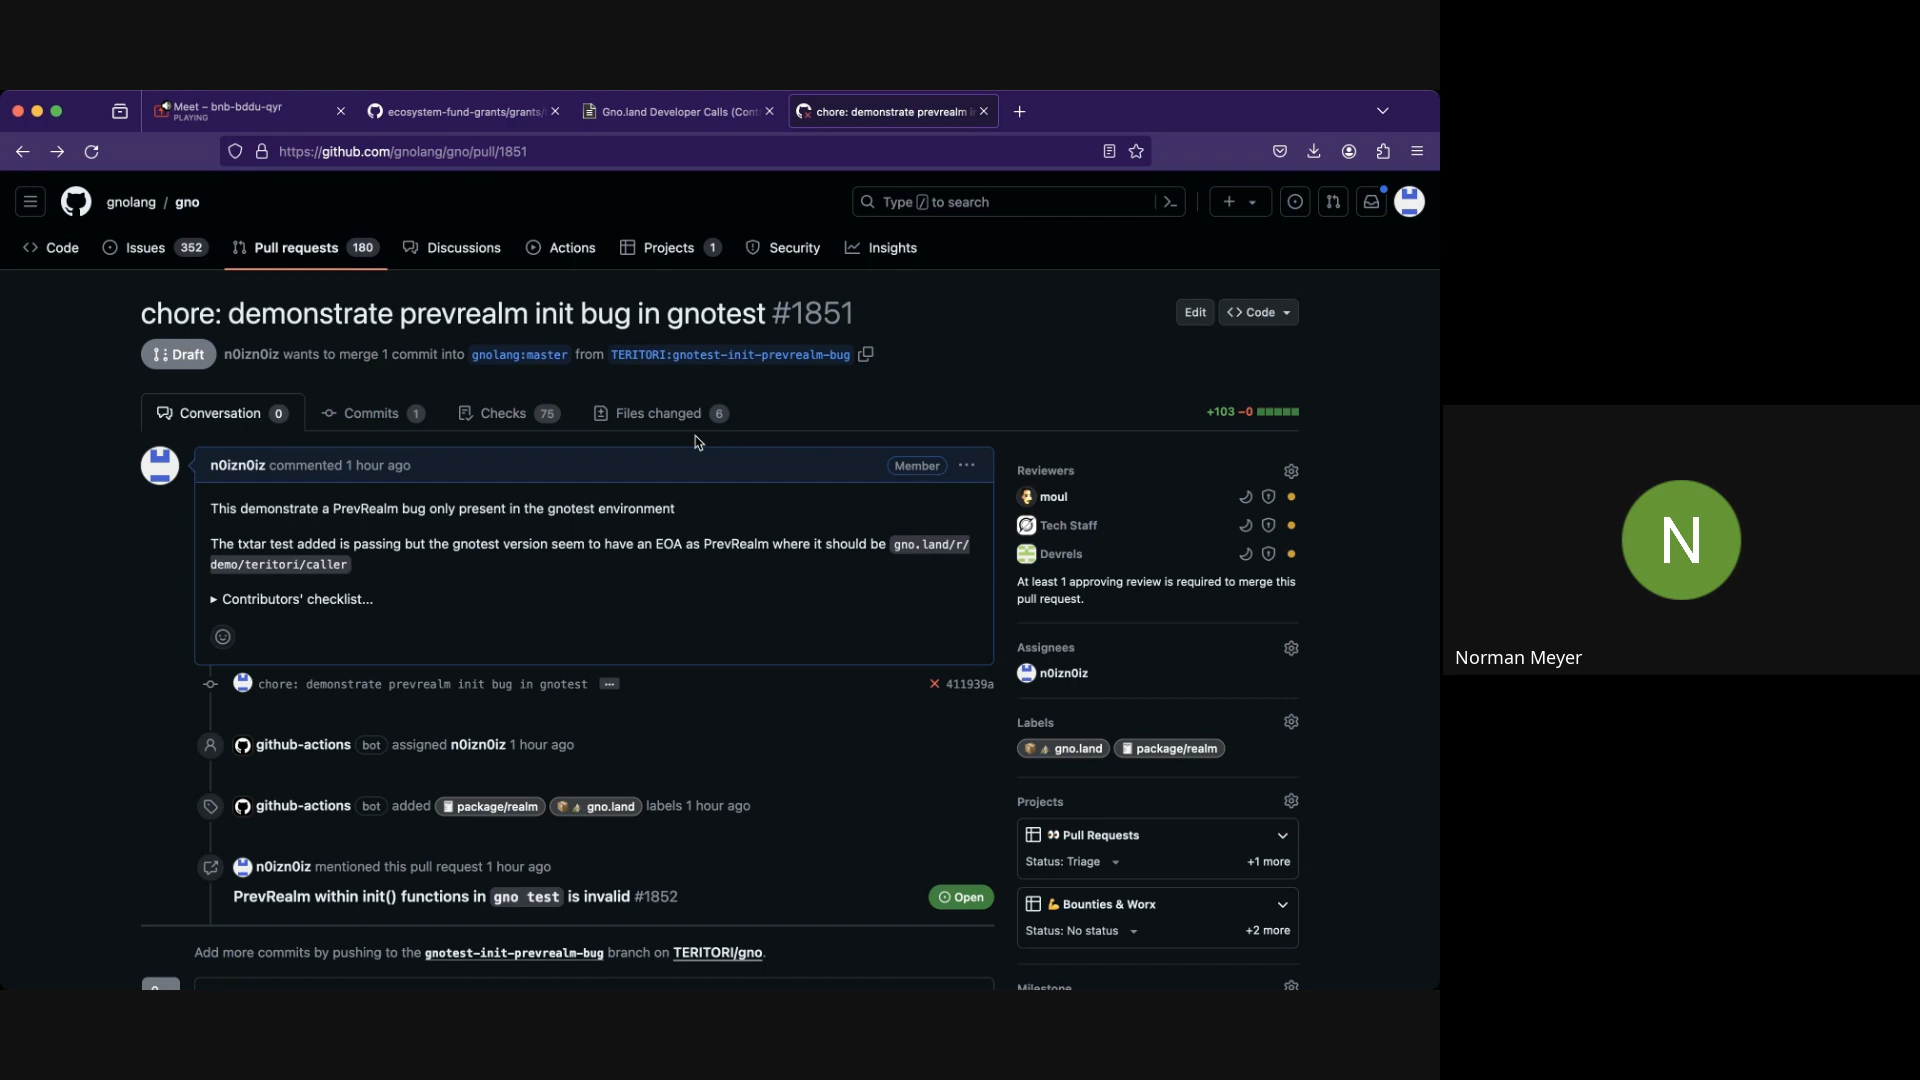 Meet – bnb-bddu-qyr
PLAYING
ecosystem-fund-grants/grants/
Gno.land Developer Calls (Cont
chore: demonstrate prevrealm i
https://github.com/gnolang/gno/pull/1851
gnolang / gno
Type / to search
Code
Issues 352
Pull requests 180
Discussions
Actions
Projects 1
Security
Insights
chore: demonstrate prevrealm init bug in gnotest #1851
Edit
<> Code
Draft
n0izn0iz wants to merge 1 commit into gnolang:master from TERITORI:gnotest-init-prevrealm-bug
Conversation 0
Commits 1
Checks 75
Files changed 6
+103 −0
n0izn0iz commented 1 hour ago
Member
This demonstrate a PrevRealm bug only present in the gnotest environment
The txtar test added is passing but the gnotest version seem to have an EOA as PrevRealm where it should be gno.land/r/
demo/teritori/caller
Contributors' checklist...
chore: demonstrate prevrealm init bug in gnotest ...
411939a
github-actions bot assigned n0izn0iz 1 hour ago
github-actions bot added package/realm gno.land labels 1 hour ago
n0izn0iz mentioned this pull request 1 hour ago
PrevRealm within init() functions in gno test is invalid #1852
Open
Add more commits by pushing to the gnotest-init-prevrealm-bug branch on TERITORI/gno.
Reviewers
moul
Tech Staff
Devrels
At least 1 approving review is required to merge this
pull request.
Assignees
n0izn0iz
Labels
gno.land
package/realm
Projects
Pull Requests
Status: Triage
+1 more
Bounties & Worx
Status: No status
+2 more
Milestone
N
Norman Meyer